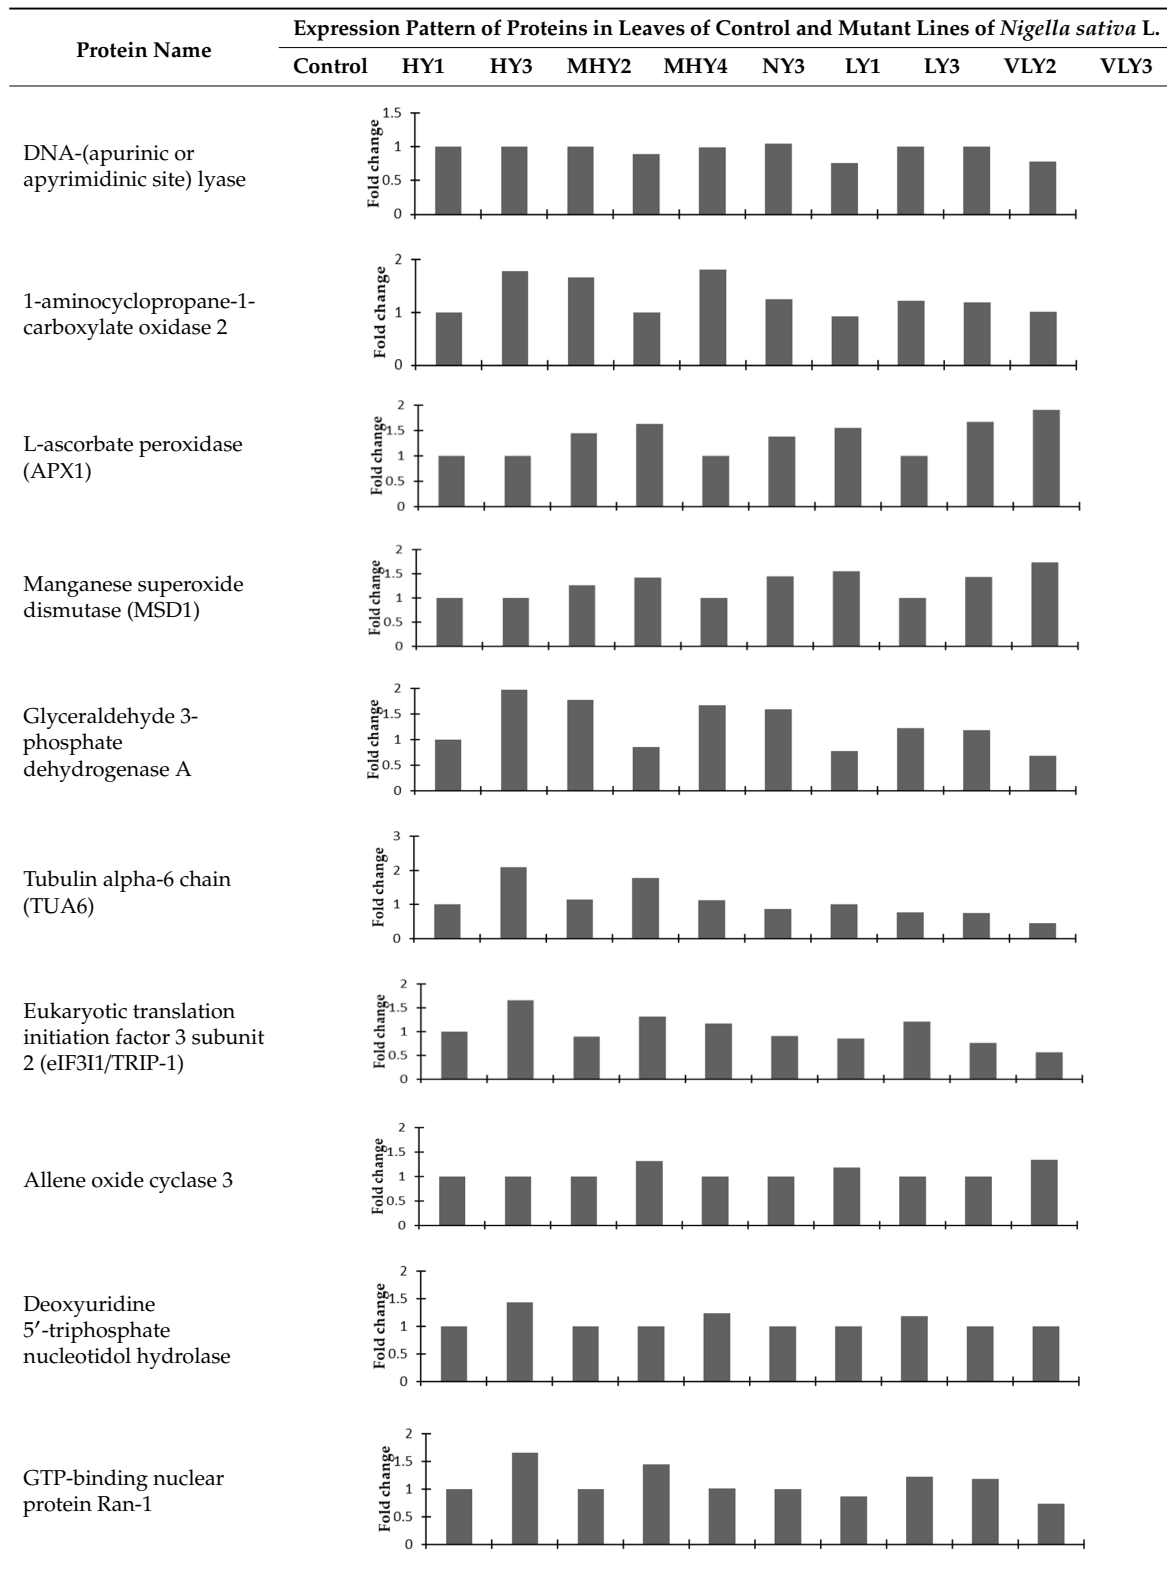 Protein Name
Expression Pattern of Proteins in Leaves of Control and Mutant Lines of Nigella sativa L.
Control HY1 HY3 MHY2 MHY4 NY3 LY1 LY3 VLY2 VLY3
DNA-(apurinic or
apyrimidinic site) lyase
Fold change
1.5
1
0.5
0
1-aminocyclopropane-1-
carboxylate oxidase 2
Fold change
2
1
0
L-ascorbate peroxidase
(APX1)
Fold change
2
1.5
1
0.5
0
Manganese superoxide
dismutase (MSD1)
Fold change
2
1.5
1
0.5
0
Glyceraldehyde 3-
phosphate
dehydrogenase A
Fold change
2
1.5
1
0.5
0
Tubulin alpha-6 chain
(TUA6)
Fold change
3
2
1
0
Eukaryotic translation
initiation factor 3 subunit
2 (eIF3I1/TRIP-1)
Fold change
2
1.5
1
0.5
0
Allene oxide cyclase 3
Fold change
2
1.5
1
0.5
0
Deoxyuridine
5′-triphosphate
nucleotidol hydrolase
Fold change
2
1.5
1
0.5
0
GTP-binding nuclear
protein Ran-1
Fold change
2
1.5
1
0.5
0